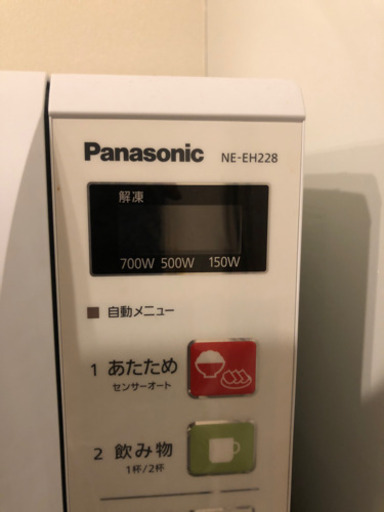 Panasonic NE-EH228
解凍
700W 500W 150W
■ 自動メニュー
1 あたため
センサーオート
2 飲み物
1杯/2杯